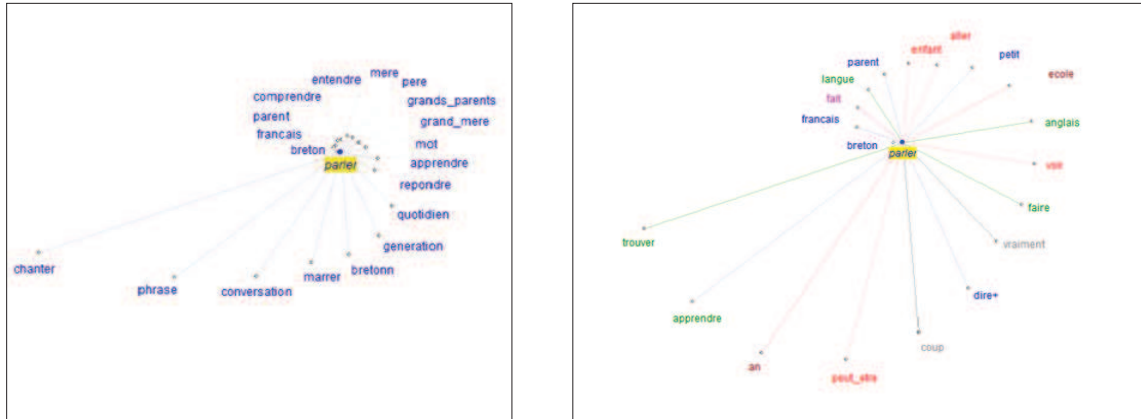 entendre
mere
pere
comprendre
grands_parents
parent
grand_mere
francais
mot
breton
parler
apprendre
repondre
quotidien
generation
chanter
phrase
conversation
marrer
bretonn
aller
enfant
petit
parent
langue
ecole
fait
anglais
francais
breton
parler
voir
faire
trouver
vraiment
dire+
apprendre
coup
an
peut_etre